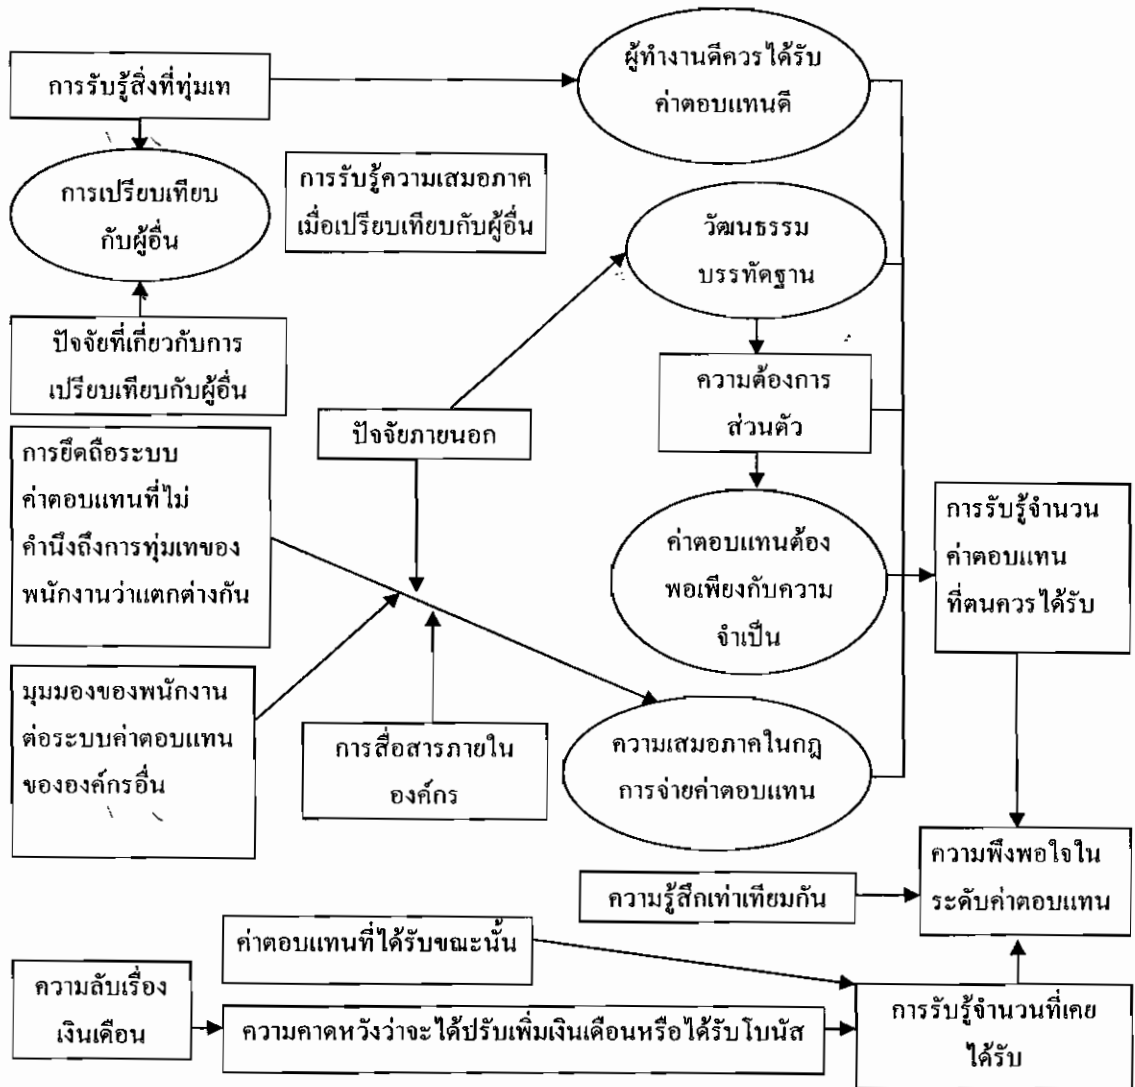 การรับรู้สิ่งที่ทุ่มเท
ผู้ทำงานดีควรได้รับ
ค่าตอบแทนดี
การเปรียบเทียบ
กับผู้อื่น
การรับรู้ความเสมอภาค
เมื่อเปรียบเทียบกับผู้อื่น
วัฒนธรรม
บรรทัดฐาน
ปัจจัยที่เกี่ยวกับการ
เปรียบเทียบกับผู้อื่น
ความต้องการ
ส่วนตัว
ปัจจัยภายนอก
การยึดถือระบบ
ค่าตอบแทนที่ไม่
คำนึงถึงการทุ่มเทของ
พนักงานว่าแตกต่างกัน
ค่าตอบแทนต้อง
พอเพียงกับความ
จำเป็น
การรับรู้จำนวน
ค่าตอบแทน
ที่ตนควรได้รับ
มุมมองของพนักงาน
ต่อระบบค่าตอบแทน
ขององค์กรอื่น
การสื่อสารภายใน
องค์กร
ความเสมอภาคในกฎ
การจ่ายค่าตอบแทน
ความพึงพอใจใน
ระดับค่าตอบแทน
ความรู้สึกเท่าเทียมกัน
ค่าตอบแทนที่ได้รับขณะนั้น
ความลับเรื่อง
เงินเดือน
ความคาดหวังว่าจะได้ปรับเพิ่มเงินเดือนหรือได้รับโบนัส
การรับรู้จำนวนที่เคย
ได้รับ